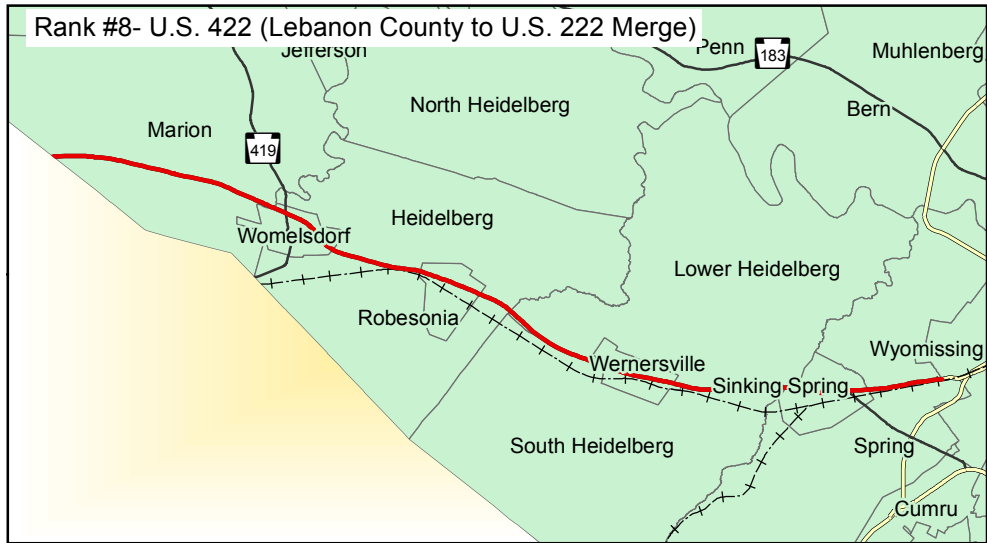 Rank #8- U.S. 422 (Lebanon County to U.S. 222 Merge)
Jefferson
Penn
183
Muhlenberg
North Heidelberg
Bern
Marion
419
Heidelberg
Womelsdorf
Lower Heidelberg
Robesonia
Wyomissing
Wernersville
Sinking Spring
South Heidelberg
Spring
Cumru